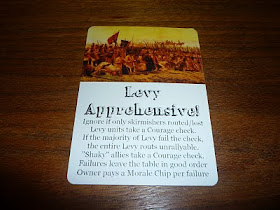 Levy
Apprehensive!
Ignore if only skirmishers routed/lost
Levy units take a Courage check.
If the majority of Levy fail the check,
the entire Levy routs unrallyable.
"Shaky" allies take a Courage check.
Failures leave the table in good order
Owner pays a Morale Chip per failure